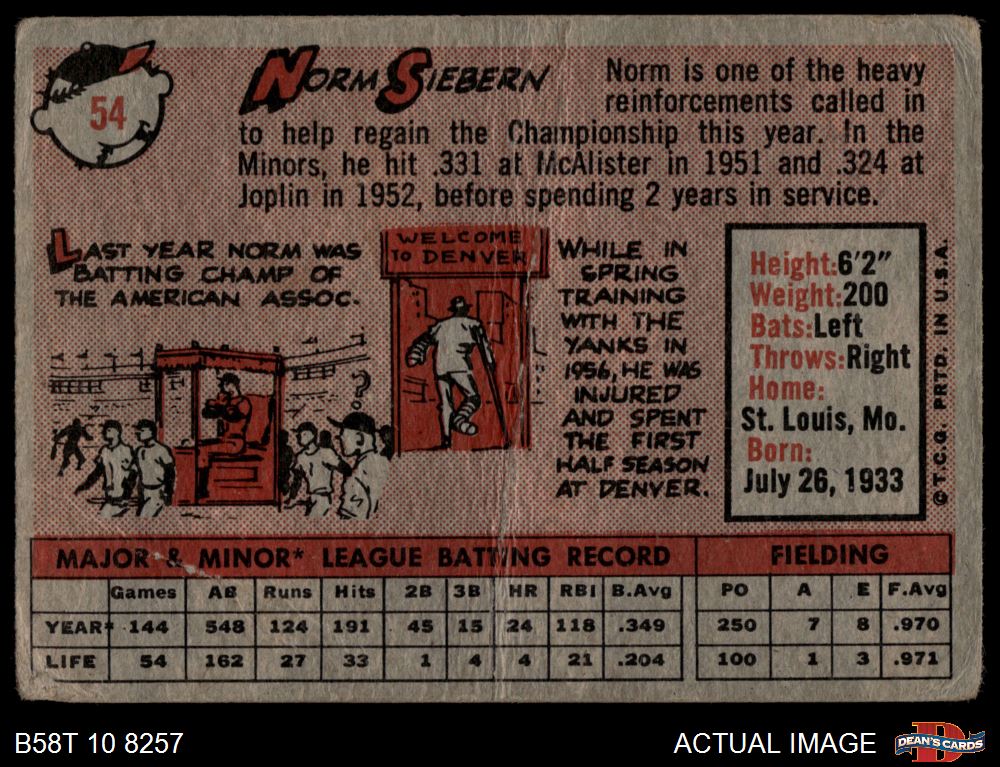 54
NORM SIEBERN
Norm is one of the heavy
reinforcements called in
to help regain the Championship this year. In the
Minors, he hit .331 at McAlister in 1951 and .324 at
Joplin in 1952, before spending 2 years in service.
LAST YEAR NORM WAS
BATTING CHAMP OF
THE AMERICAN ASSOC.
WELCOME
TO DENVER
WHILE IN
SPRING
TRAINING
WITH THE
YANKS IN
1956, HE WAS
INJURED
AND SPENT
THE FIRST
HALF SEASON
AT DENVER.
?
Height: 6'2"
Weight: 200
Bats: Left
Throws: Right
Home:
St. Louis, Mo.
Born:
July 26, 1933
© T.C.G. PRTD. IN U.S.A.
MAJOR & MINOR* LEAGUE BATTING RECORD FIELDING
Games AB Runs Hits 2B 3B HR RBI B.Avg PO A E F.Avg
YEAR* 144 548 124 191 45 15 24 118 .349 250 7 8 .970
LIFE 54 162 27 33 1 4 4 21 .204 100 1 3 .971
B58T 10 8257
ACTUAL IMAGE
D
DEAN'S CARDS